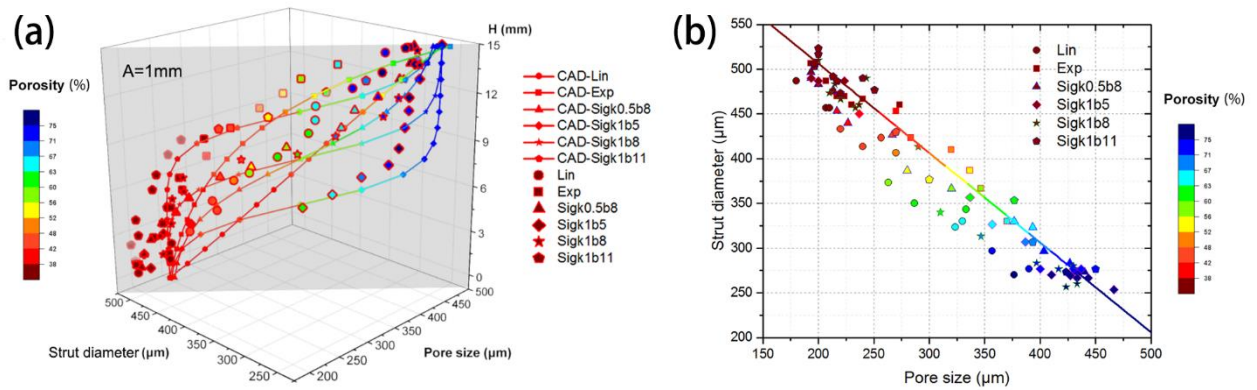 (a)
Porosity (%)
76
71
65
60
56
52
48
42
38
A=1mm
H (mm)
15
12
9
6
3
0
500
450
400
350
300
250
Strut diameter (μm)
500
450
400
350
300
250
200
Pore size (μm)
CAD-Lin
CAD-Exp
CAD-Sigk0.5b8
CAD-Sigk1b5
CAD-Sigk1b8
CAD-Sigk1b11
Lin
Exp
Sigk0.5b8
Sigk1b5
Sigk1b8
Sigk1b11
(b)
550
500
450
400
350
300
250
200
Strut diameter (μm)
150 200 250 300 350 400 450 500
Pore size (μm)
Lin
Exp
Sigk0.5b8
Sigk1b5
Sigk1b8
Sigk1b11
Porosity (%)
76
71
67
63
60
56
52
48
42
38